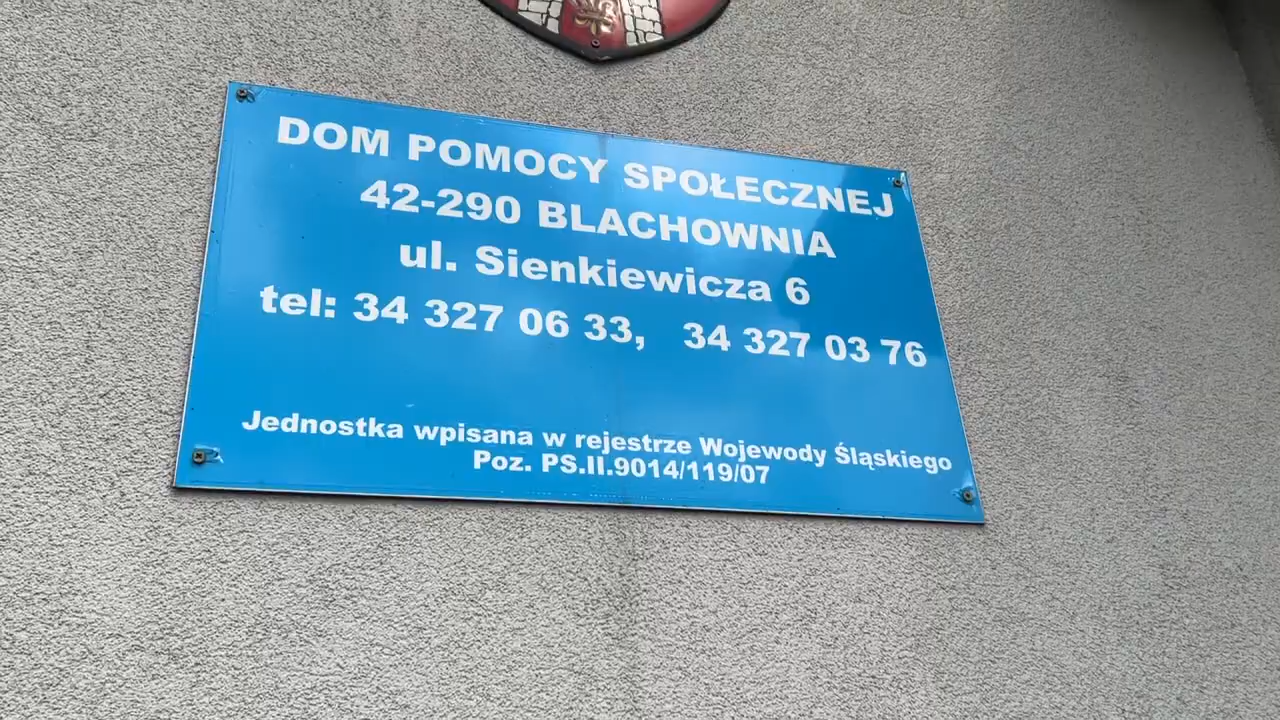 DOM POMOCY SPOŁECZNEJ
42-290 BLACHOWNIA
ul. Sienkiewicza 6
tel: 34 327 06 33, 34 327 03 76
Jednostka wpisana w rejestrze Wojewody Śląskiego
Poz. PS.II.9014/119/07